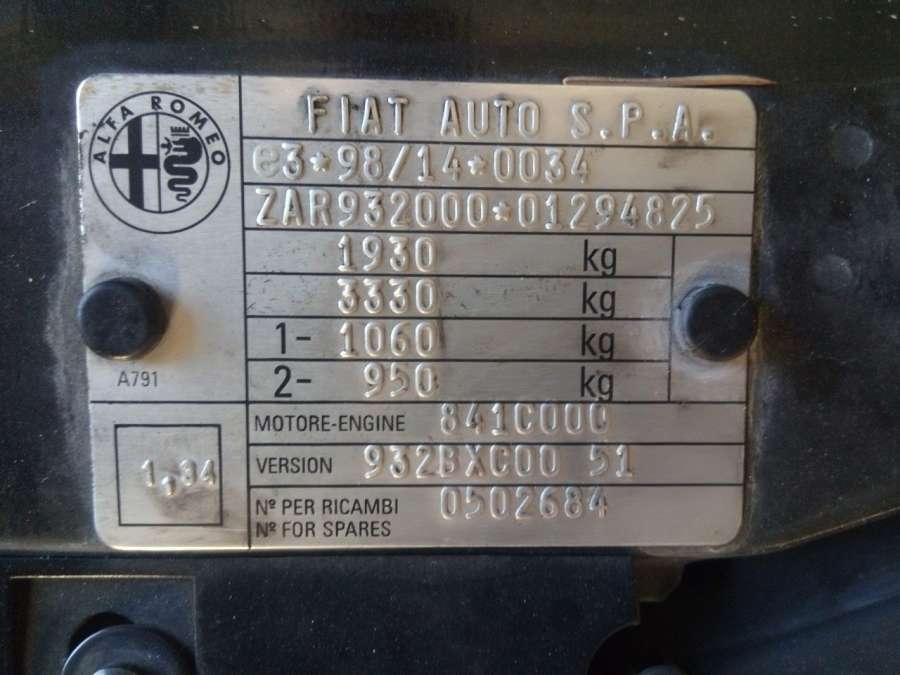 ALFA ROMEO
FIAT AUTO S.P.A.
e3*98/14*0034
ZAR932000*01294825
1930 kg
3330 kg
1- 1060 kg
2- 950 kg
A791
MOTORE-ENGINE 841C000
VERSION 932BXC00 51
1,84
Nº PER RICAMBI 0502684
Nº FOR SPARES